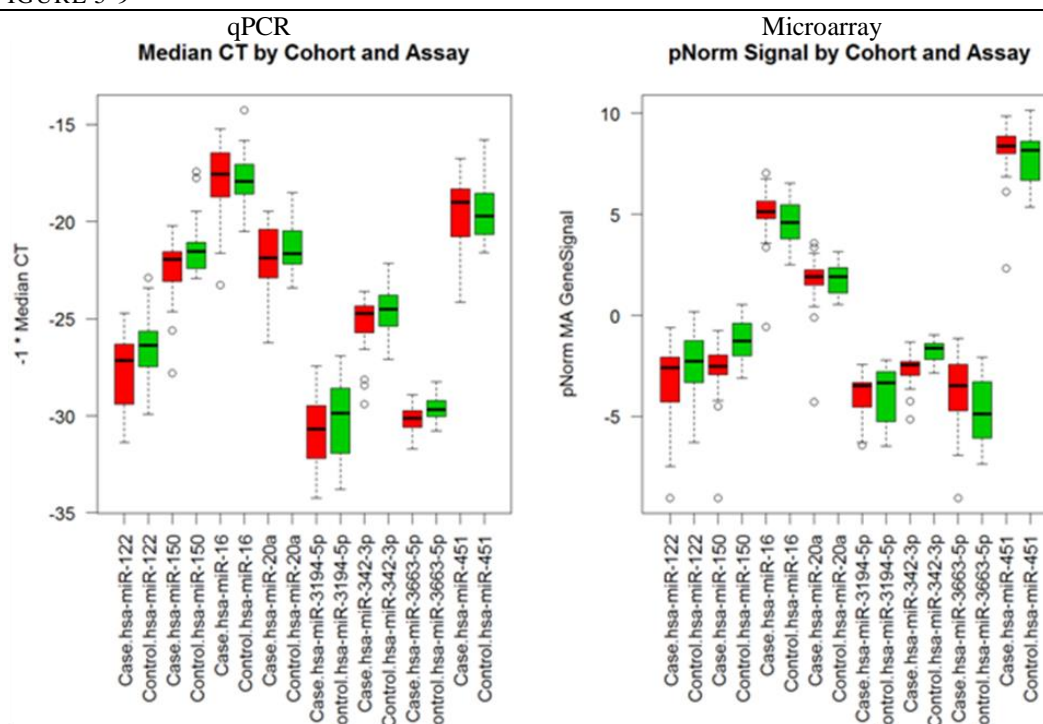 qPCR
Median CT by Cohort and Assay
-1 * Median CT
-15
-20
-25
-30
-35
Case.hsa-miR-122
Control.hsa-miR-122
Case.hsa-miR-150
Control.hsa-miR-150
Case.hsa-miR-16
Control.hsa-miR-16
Case.hsa-miR-20a
Control.hsa-miR-20a
Case.hsa-miR-3194-5p
ontrol.hsa-miR-3194-5p
Case.hsa-miR-342-3p
Control.hsa-miR-342-3p
Case.hsa-miR-3663-5p
ontrol.hsa-miR-3663-5p
Case.hsa-miR-451
Control.hsa-miR-451
Microarray
pNorm Signal by Cohort and Assay
pNorm MA GeneSignal
10
5
0
-5
Case.hsa-miR-122
Control.hsa-miR-122
Case.hsa-miR-150
Control.hsa-miR-150
Case.hsa-miR-16
Control.hsa-miR-16
Case.hsa-miR-20a
Control.hsa-miR-20a
Case.hsa-miR-3194-5p
ontrol.hsa-miR-3194-5p
Case.hsa-miR-342-3p
Control.hsa-miR-342-3p
Case.hsa-miR-3663-5p
ontrol.hsa-miR-3663-5p
Case.hsa-miR-451
Control.hsa-miR-451